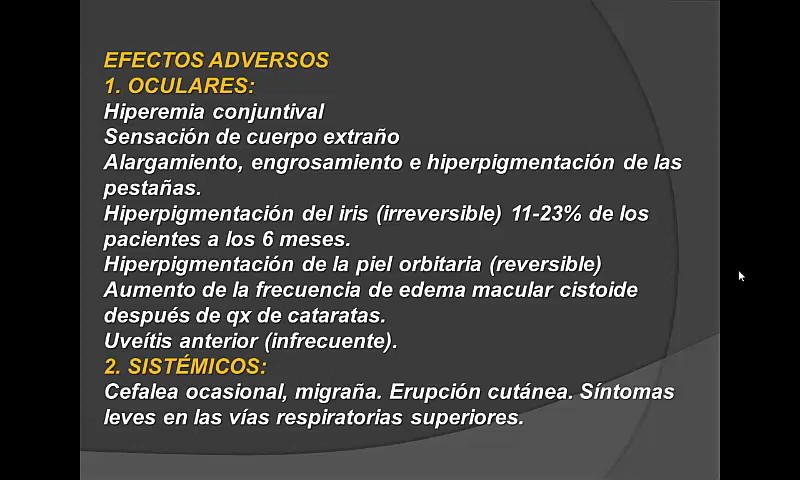 EFECTOS ADVERSOS
1. OCULARES:
Hiperemia conjuntival
Sensación de cuerpo extraño
Alargamiento, engrosamiento e hiperpigmentación de las
pestañas.
Hiperpigmentación del iris (irreversible) 11-23% de los
pacientes a los 6 meses.
Hiperpigmentación de la piel orbitaria (reversible)
Aumento de la frecuencia de edema macular cistoide
después de qx de cataratas.
Uveítis anterior (infrecuente).
2. SISTÉMICOS:
Cefalea ocasional, migraña. Erupción cutánea. Síntomas
leves en las vías respiratorias superiores.